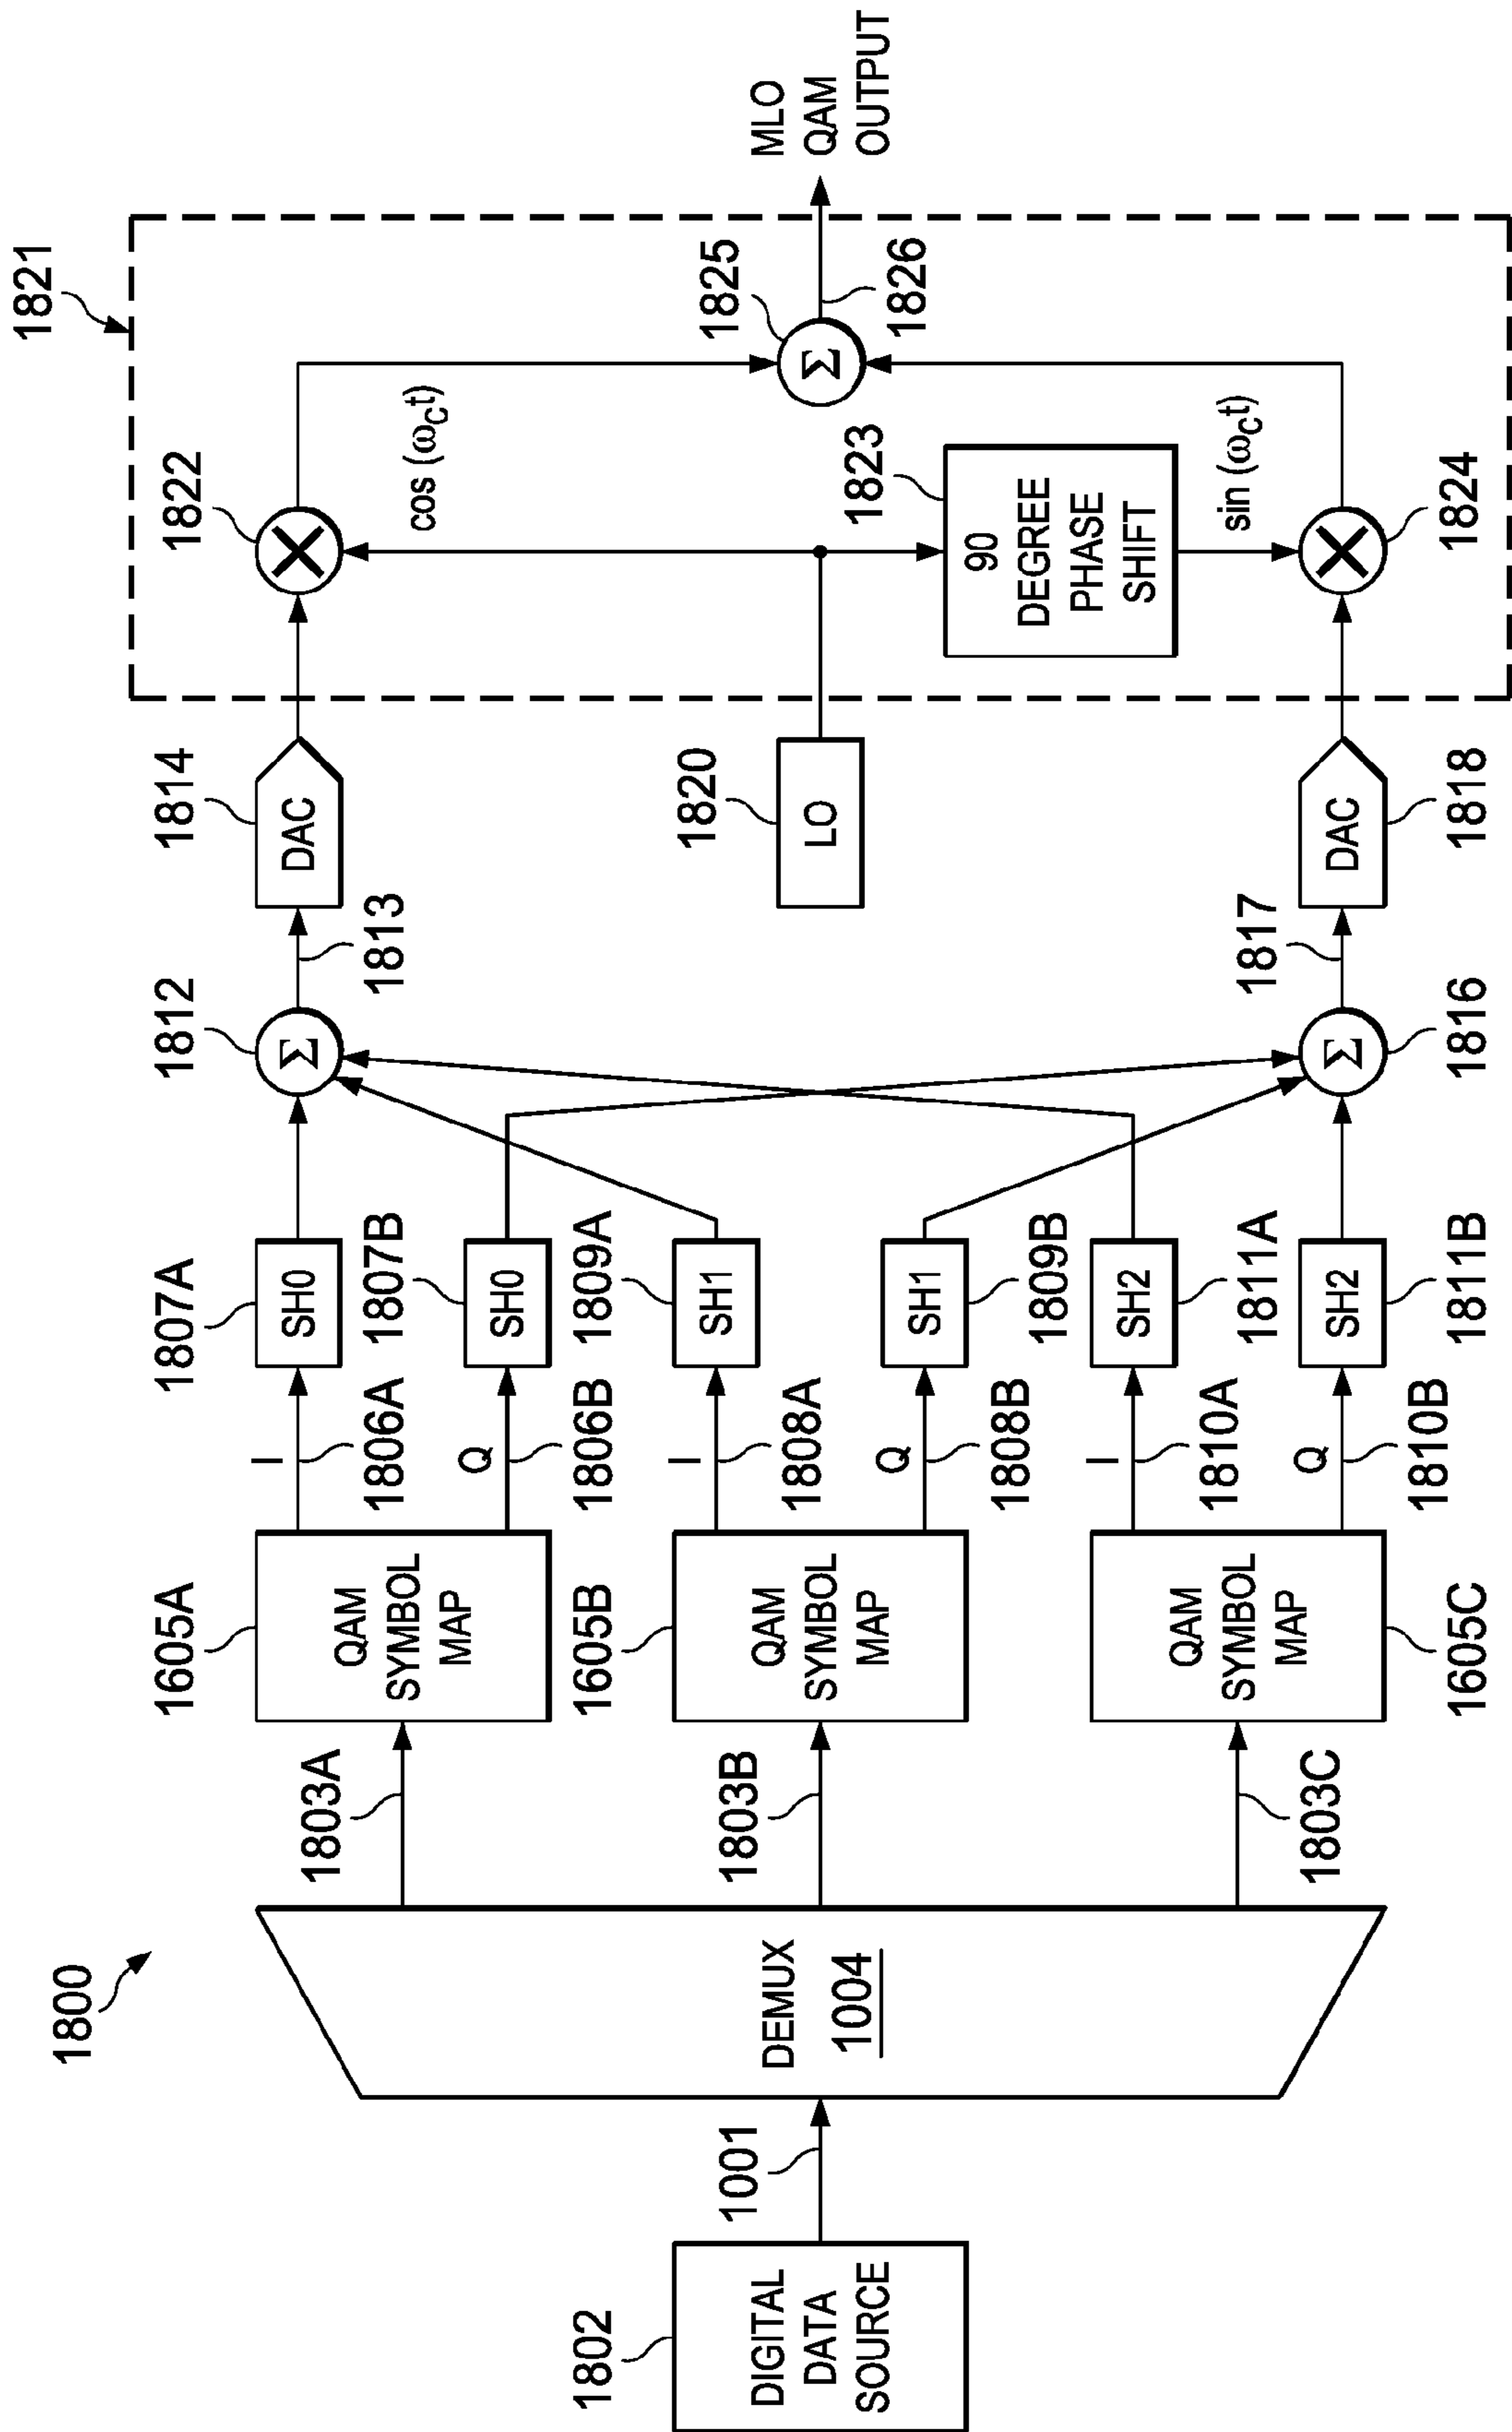 1800
1802
DIGITAL
DATA
SOURCE
1001
DEMUX
1004
1803A
1803B
1803C
1605A
QAM
SYMBOL
MAP
1605B
QAM
SYMBOL
MAP
1605C
QAM
SYMBOL
MAP
I
1806A
Q
1806B
I
1808A
Q
1808B
I
1810A
Q
1810B
1807A
SH0
1807B
SH0
1809A
SH1
SH1
1809B
SH2
1811A
SH2
1811B
1812
Σ
1813
Σ
1816
1817
1814
DAC
1820
LO
DAC
1818
1821
1822
cos (ωct)
1823
90
DEGREE
PHASE
SHIFT
sin (ωct)
1824
1825
Σ
1826
MLO
QAM
OUTPUT